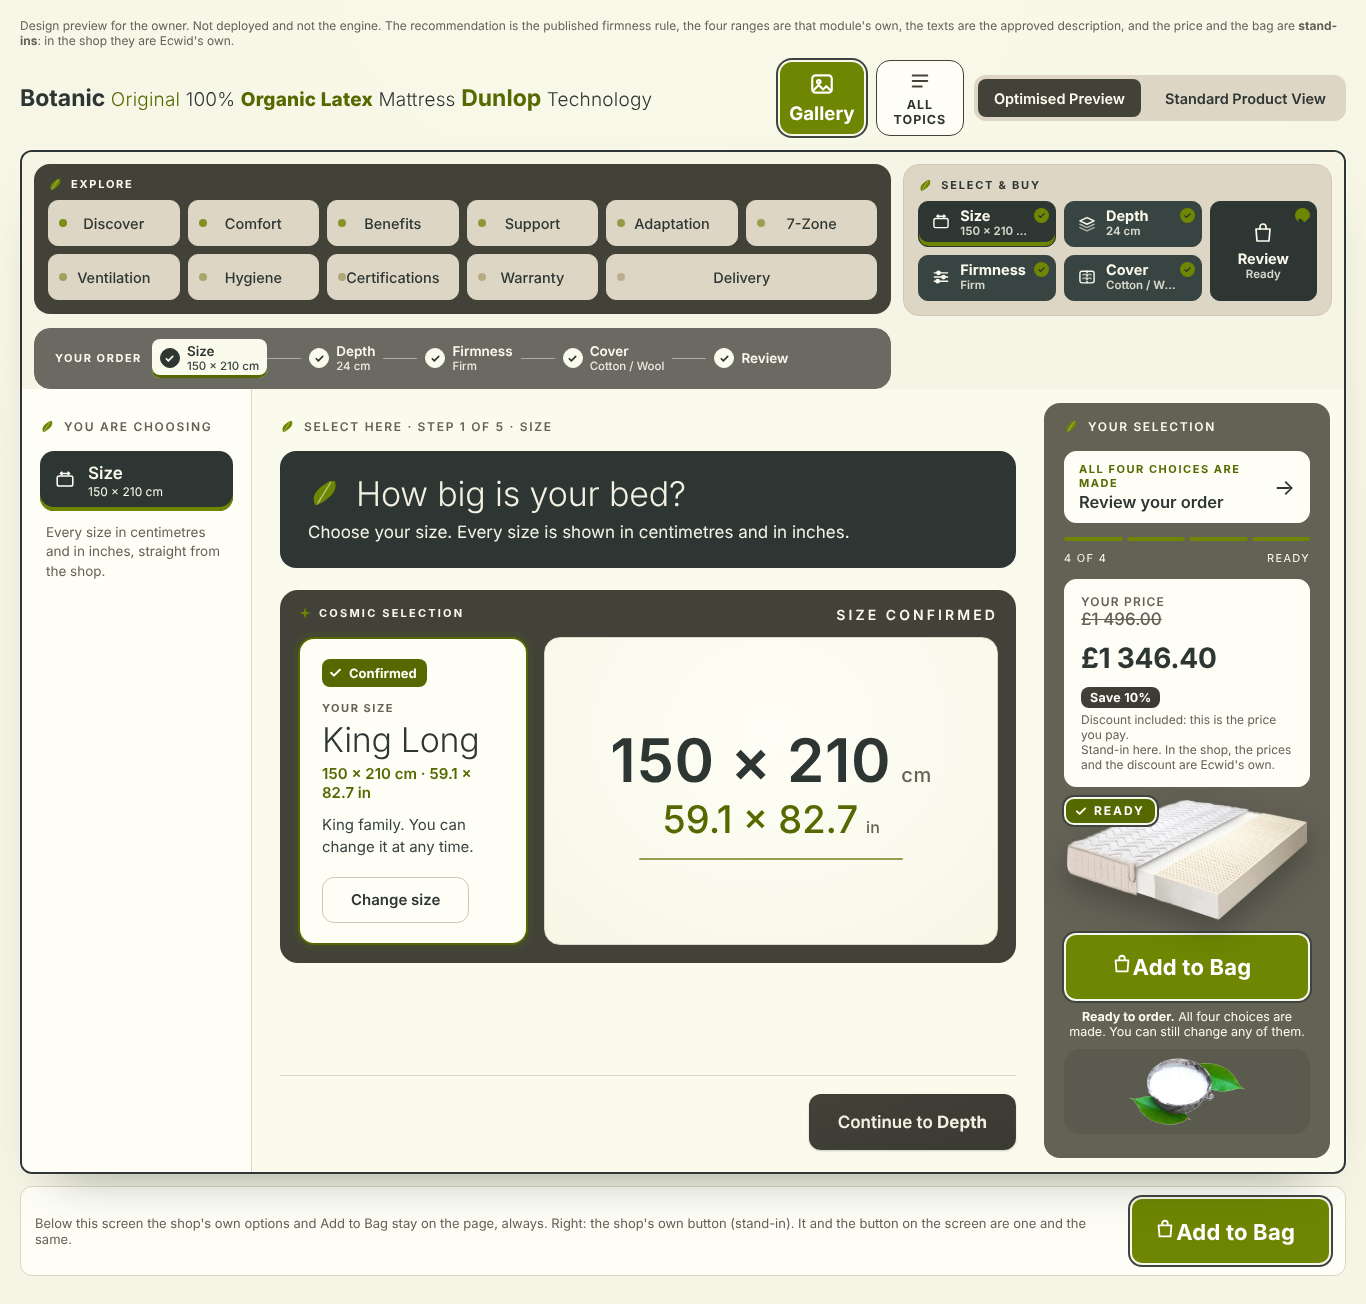 Design preview for the owner. Not deployed and not the engine. The recommendation is the published firmness rule, the four ranges are that module's own, the texts are the approved description, and the price and the bag are stand-
ins: in the shop they are Ecwid's own.
Botanic Original 100% Organic Latex Mattress Dunlop Technology
Gallery
ALL
TOPICS
Optimised Preview
Standard Product View
EXPLORE
Discover
Comfort
Benefits
Support
Adaptation
7-Zone
Ventilation
Hygiene
Certifications
Warranty
Delivery
SELECT & BUY
Size
150 × 210 ...
Depth
24 cm
Firmness
Firm
Cover
Cotton / W...
Review
Ready
YOUR ORDER
Size
150 × 210 cm
Depth
24 cm
Firmness
Firm
Cover
Cotton / Wool
Review
YOU ARE CHOOSING
Size
150 × 210 cm
Every size in centimetres
and in inches, straight from
the shop.
SELECT HERE · STEP 1 OF 5 · SIZE
How big is your bed?
Choose your size. Every size is shown in centimetres and in inches.
COSMIC SELECTION
SIZE CONFIRMED
Confirmed
YOUR SIZE
King Long
150 × 210 cm · 59.1 ×
82.7 in
King family. You can
change it at any time.
Change size
150 × 210 cm
59.1 × 82.7 in
Continue to Depth
YOUR SELECTION
ALL FOUR CHOICES ARE
MADE
Review your order
4 OF 4
READY
YOUR PRICE
£1 496.00
£1 346.40
Save 10%
Discount included: this is the price
you pay.
Stand-in here. In the shop, the prices
and the discount are Ecwid's own.
READY
Add to Bag
Ready to order. All four choices are
made. You can still change any of them.
Below this screen the shop's own options and Add to Bag stay on the page, always. Right: the shop's own button (stand-in). It and the button on the screen are one and the
same.
Add to Bag